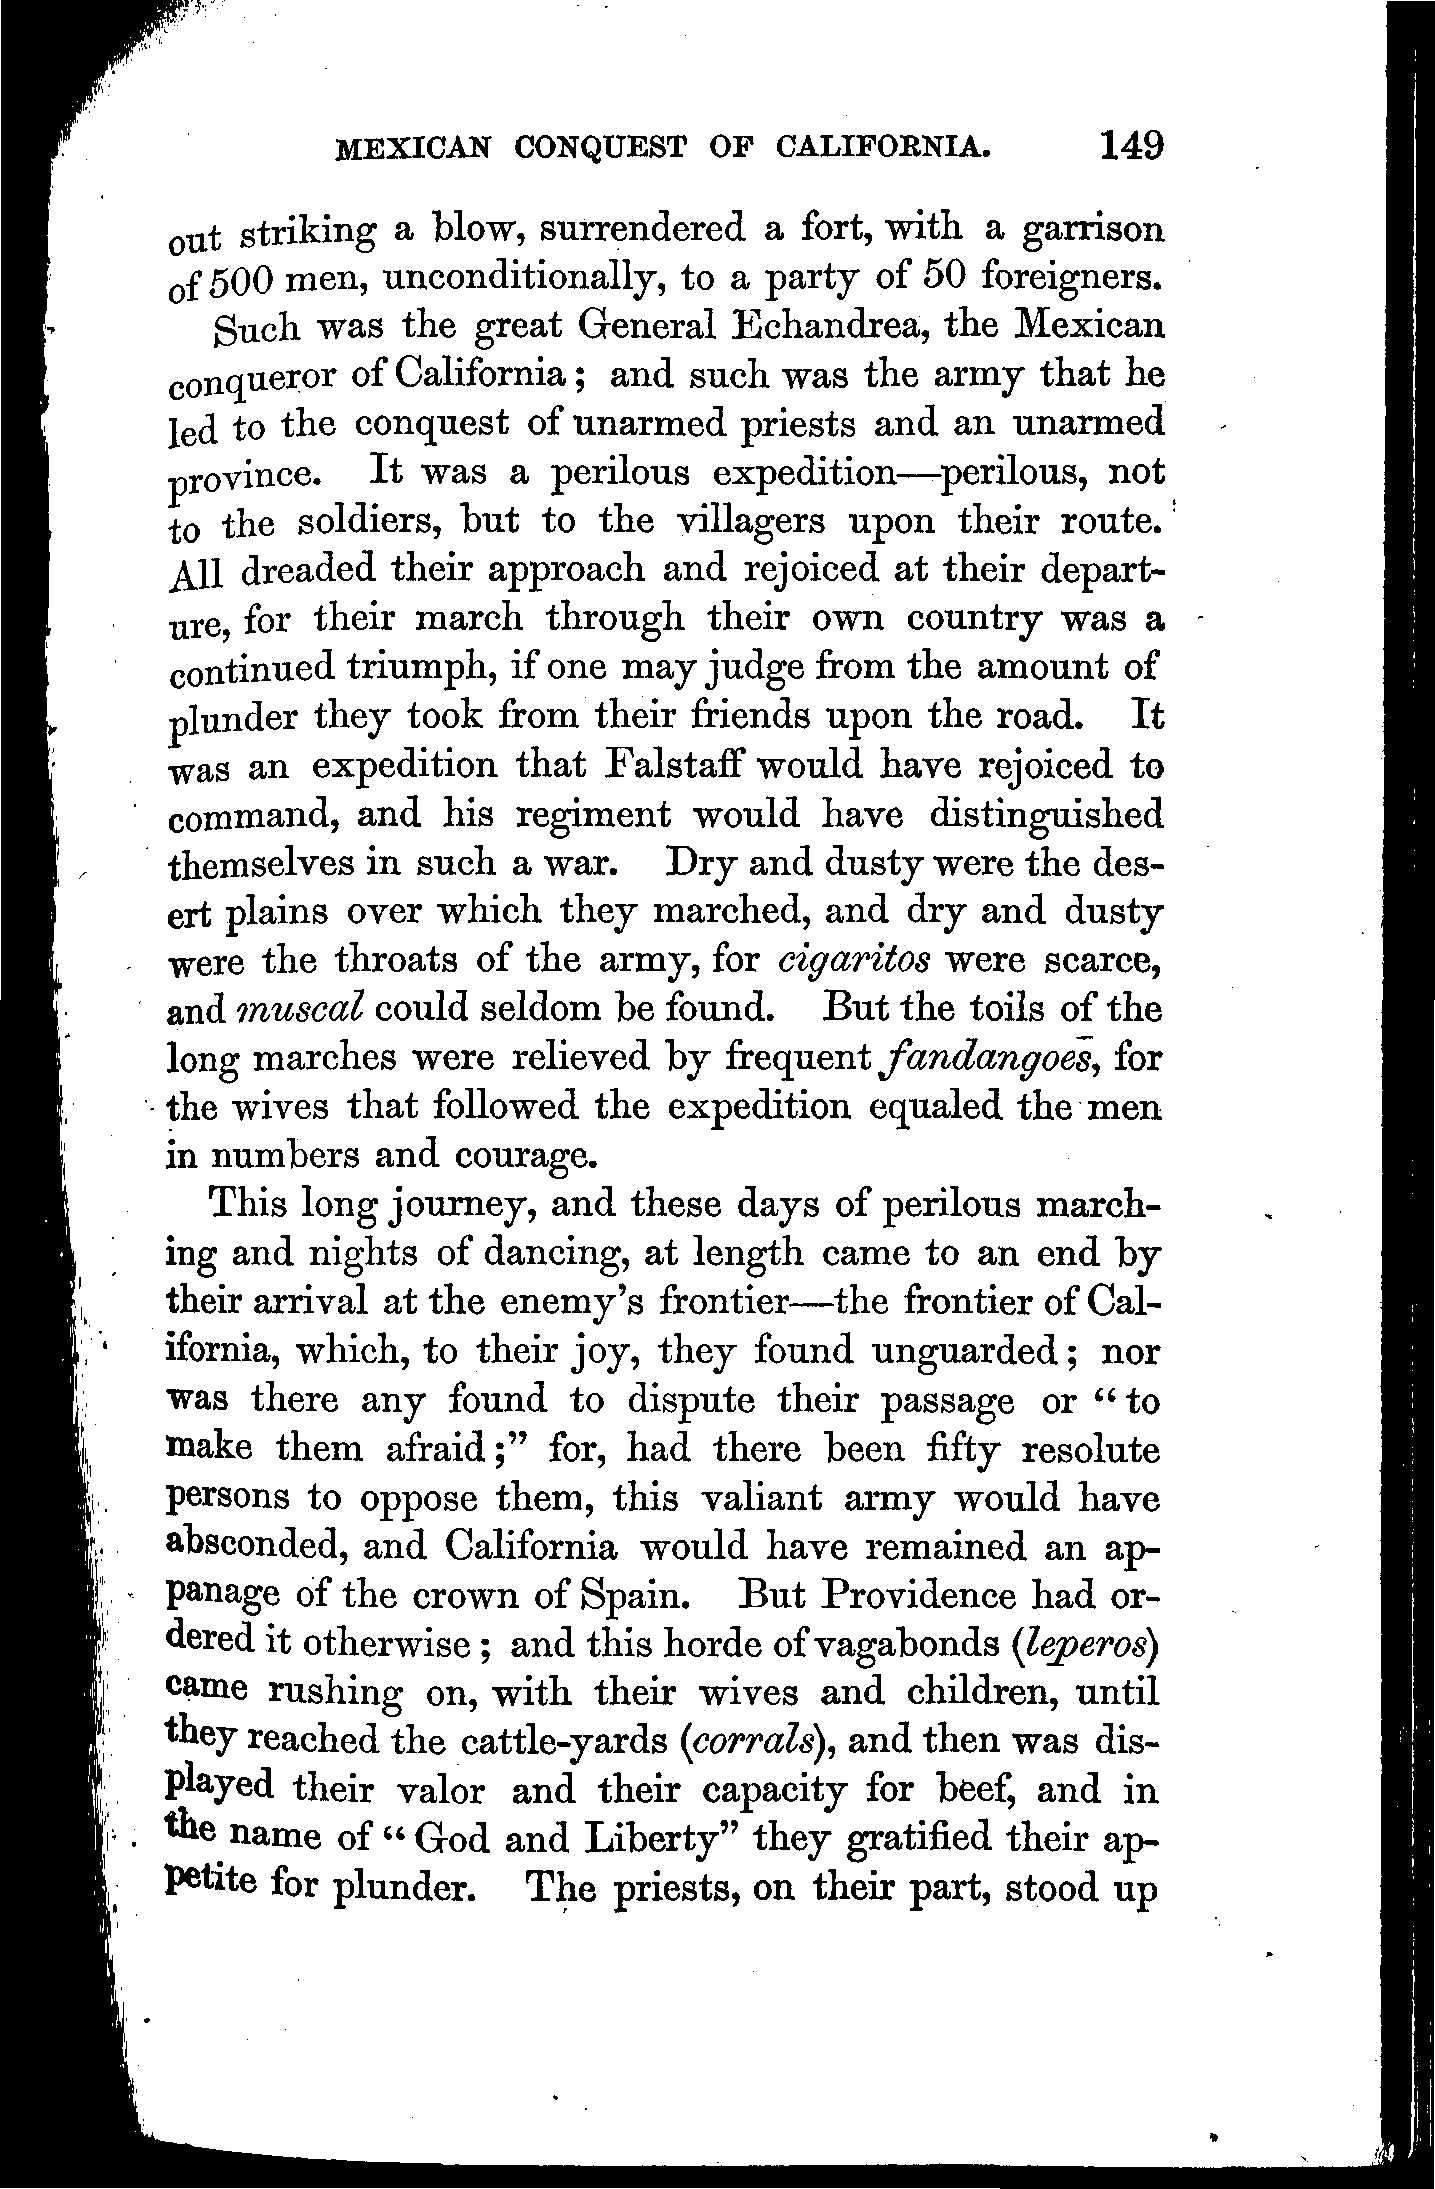 MEXICAN CONQUEST OF CALIFORNIA. 149
out striking a blow, surrendered a fort, with a garrison
of 500 men, unconditionally, to a party of 50 foreigners.
Such was the great General Echandrea, the Mexican
conqueror of California; and such was the army that he
led to the conquest of unarmed priests and an unarmed
province. It was a perilous expedition—perilous, not
to the soldiers, but to the villagers upon their route.
All dreaded their approach and rejoiced at their depart-
ure, for their march through their own country was a
continued triumph, if one may judge from the amount of
plunder they took from their friends upon the road. It
was an expedition that Falstaff would have rejoiced to
command, and his regiment would have distinguished
themselves in such a war. Dry and dusty were the des-
ert plains over which they marched, and dry and dusty
were the throats of the army, for cigaritos were scarce,
and muscal could seldom be found. But the toils of the
long marches were relieved by frequent fandangoes, for
the wives that followed the expedition equaled the men
in numbers and courage.
This long journey, and these days of perilous march-
ing and nights of dancing, at length came to an end by
their arrival at the enemy's frontier—the frontier of Cal-
ifornia, which, to their joy, they found unguarded; nor
was there any found to dispute their passage or "to
make them afraid;" for, had there been fifty resolute
persons to oppose them, this valiant army would have
absconded, and California would have remained an ap-
panage of the crown of Spain. But Providence had or-
dered it otherwise; and this horde of vagabonds (leperos)
came rushing on, with their wives and children, until
they reached the cattle-yards (corrals), and then was dis-
played their valor and their capacity for beef, and in
the name of "God and Liberty" they gratified their ap-
petite for plunder. The priests, on their part, stood up